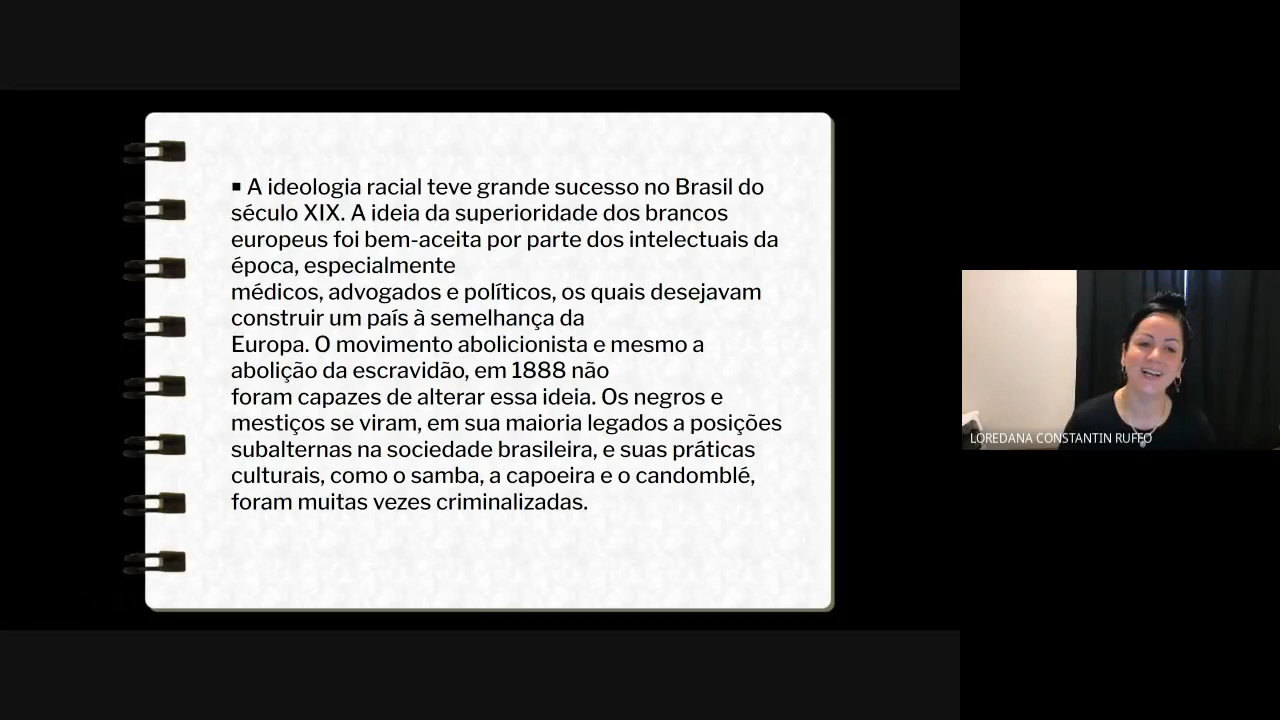 ▪ A ideologia racial teve grande sucesso no Brasil do
século XIX. A ideia da superioridade dos brancos
europeus foi bem-aceita por parte dos intelectuais da
época, especialmente
médicos, advogados e políticos, os quais desejavam
construir um país à semelhança da
Europa. O movimento abolicionista e mesmo a
abolição da escravidão, em 1888 não
foram capazes de alterar essa ideia. Os negros e
mestiços se viram, em sua maioria legados a posições
subalternas na sociedade brasileira, e suas práticas
culturais, como o samba, a capoeira e o candomblé,
foram muitas vezes criminalizadas.
LOREDANA CONSTANTIN RUFFO